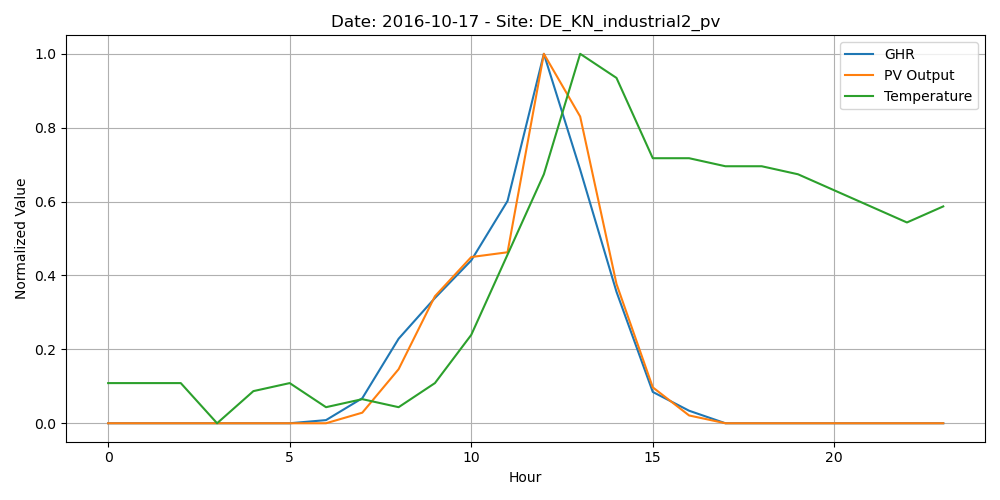 Date: 2016-10-17 - Site: DE_KN_industrial2_pv
GHR
PV Output
Temperature
Normalized Value
1.0
0.8
0.6
0.4
0.2
0.0
0 5 10 15 20
Hour